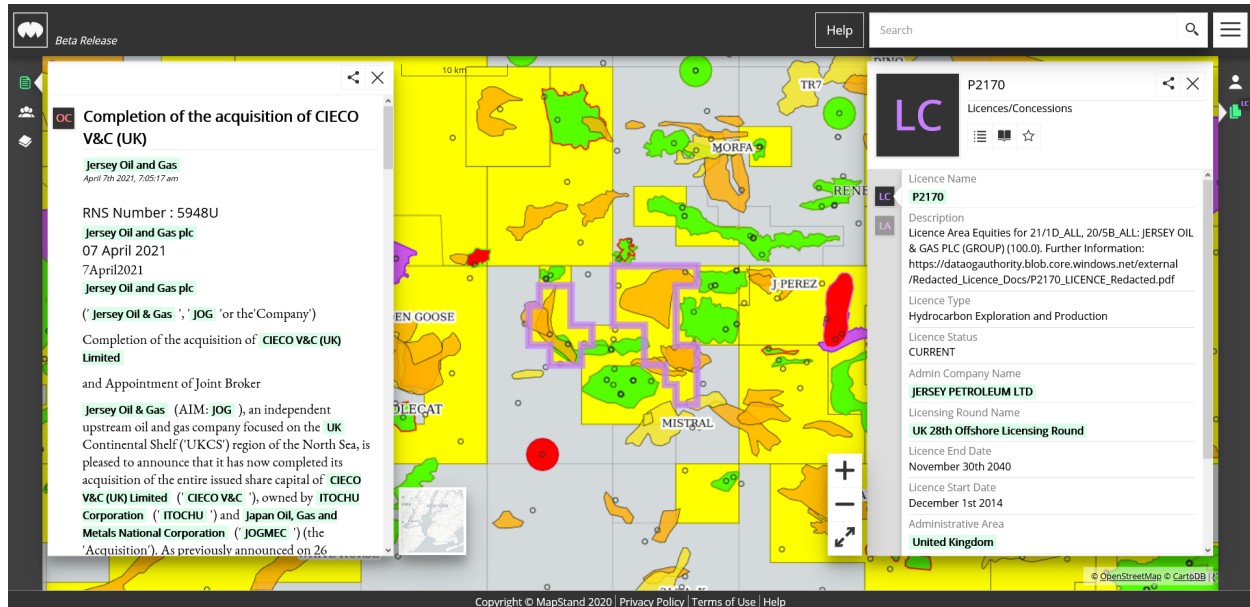 Beta Release
Help
Search
Completion of the acquisition of CIECO
V&C (UK)
OC
Jersey Oil and Gas
April 7th 2021, 7:05:17 am
RNS Number : 5948U
Jersey Oil and Gas plc
07 April 2021
7April2021
Jersey Oil and Gas plc
(' Jersey Oil & Gas ', ' JOG 'or the'Company')
Completion of the acquisition of CIECO V&C (UK)
Limited
and Appointment of Joint Broker
Jersey Oil & Gas (AIM: JOG ), an independent
upstream oil and gas company focused on the UK
Continental Shelf ('UKCS') region of the North Sea, is
pleased to announce that it has now completed its
acquisition of the entire issued share capital of CIECO
V&C (UK) Limited (' CIECO V&C '), owned by ITOCHU
Corporation (' ITOCHU ') and Japan Oil, Gas and
Metals National Corporation (' JOGMEC ') (the
'Acquisition'). As previously announced on 26
10 km
TR7
MORFA
J PEREZ
EN GOOSE
MISTRAL
LC
P2170
Licences/Concessions
LC
LA
Licence Name
P2170
Description
Licence Area Equities for 21/1D_ALL, 20/5B_ALL: JERSEY OIL
& GAS PLC (GROUP) (100.0). Further Information:
https://dataogauthority.blob.core.windows.net/external
/Redacted_Licence_Docs/P2170_LICENCE_Redacted.pdf
Licence Type
Hydrocarbon Exploration and Production
Licence Status
CURRENT
Admin Company Name
JERSEY PETROLEUM LTD
Licensing Round Name
UK 28th Offshore Licensing Round
Licence End Date
November 30th 2040
Licence Start Date
December 1st 2014
Administrative Area
United Kingdom
LC
© OpenStreetMap © CartoDB
Copyright © MapStand 2020 | Privacy Policy | Terms of Use | Help